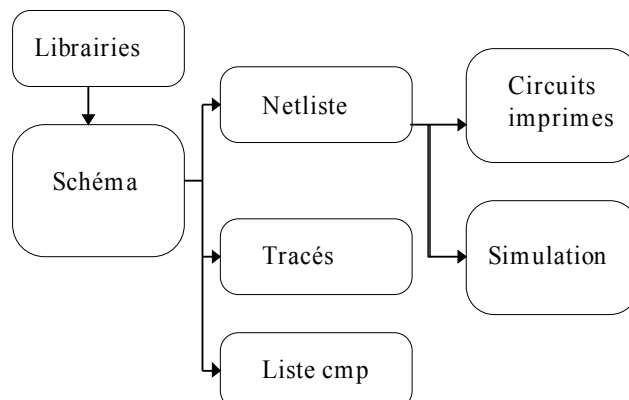 Librairies
Schéma
Netliste
Tracés
Liste cmp
Circuits
imprimes
Simulation